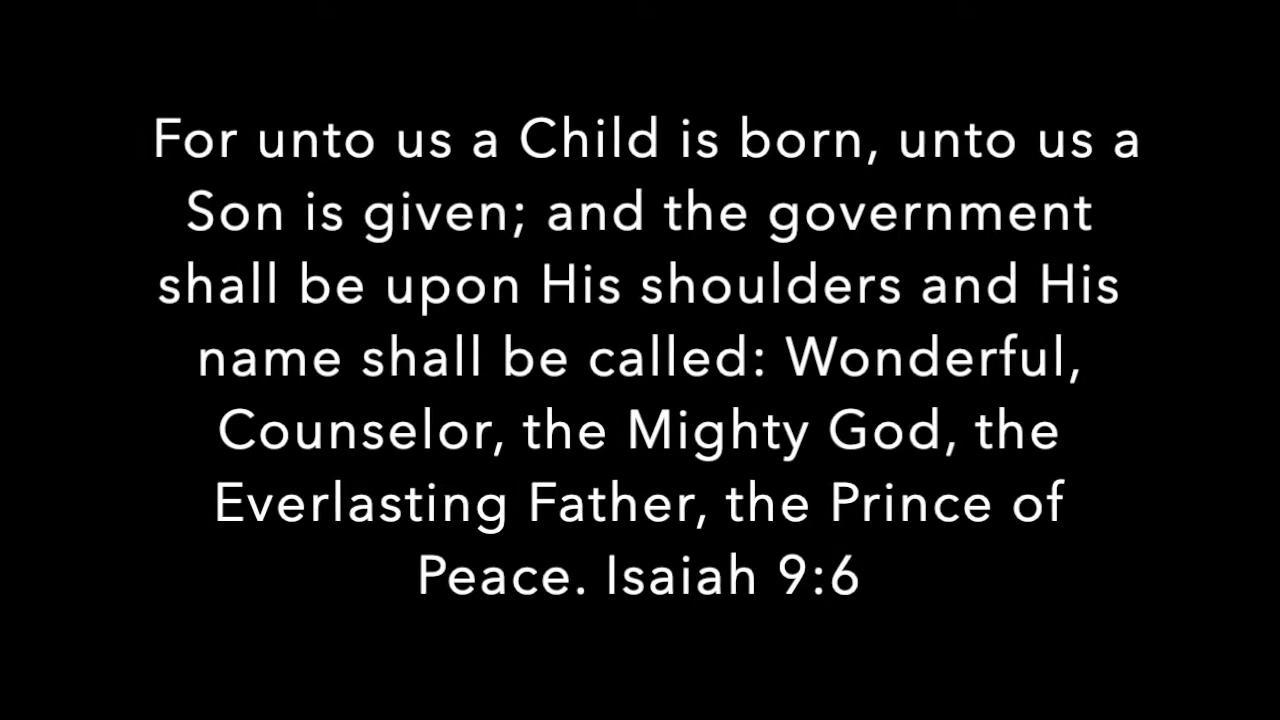 For unto us a Child is born, unto us a
Son is given; and the government
shall be upon His shoulders and His
name shall be called: Wonderful,
Counselor, the Mighty God, the
Everlasting Father, the Prince of
Peace. Isaiah 9:6